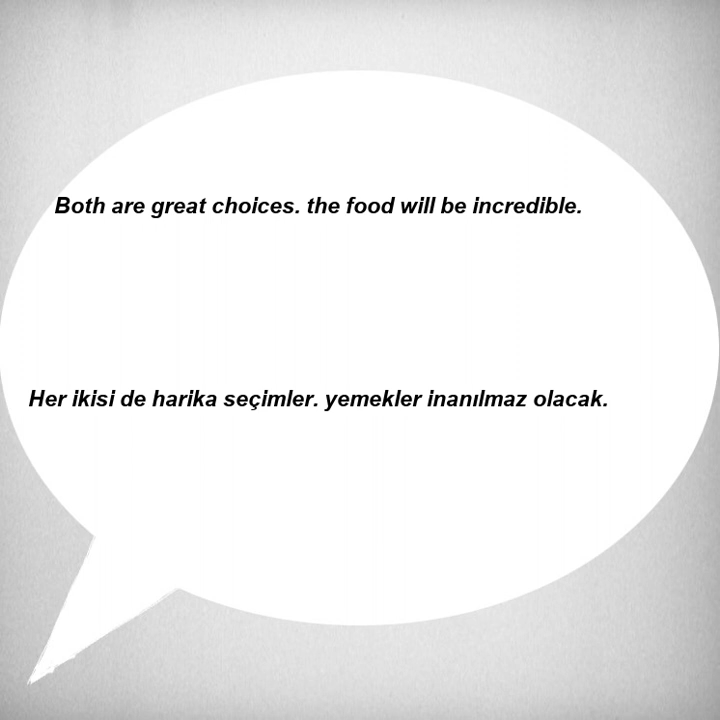 Both are great choices. the food will be incredible.
Her ikisi de harika seçimler. yemekler inanılmaz olacak.